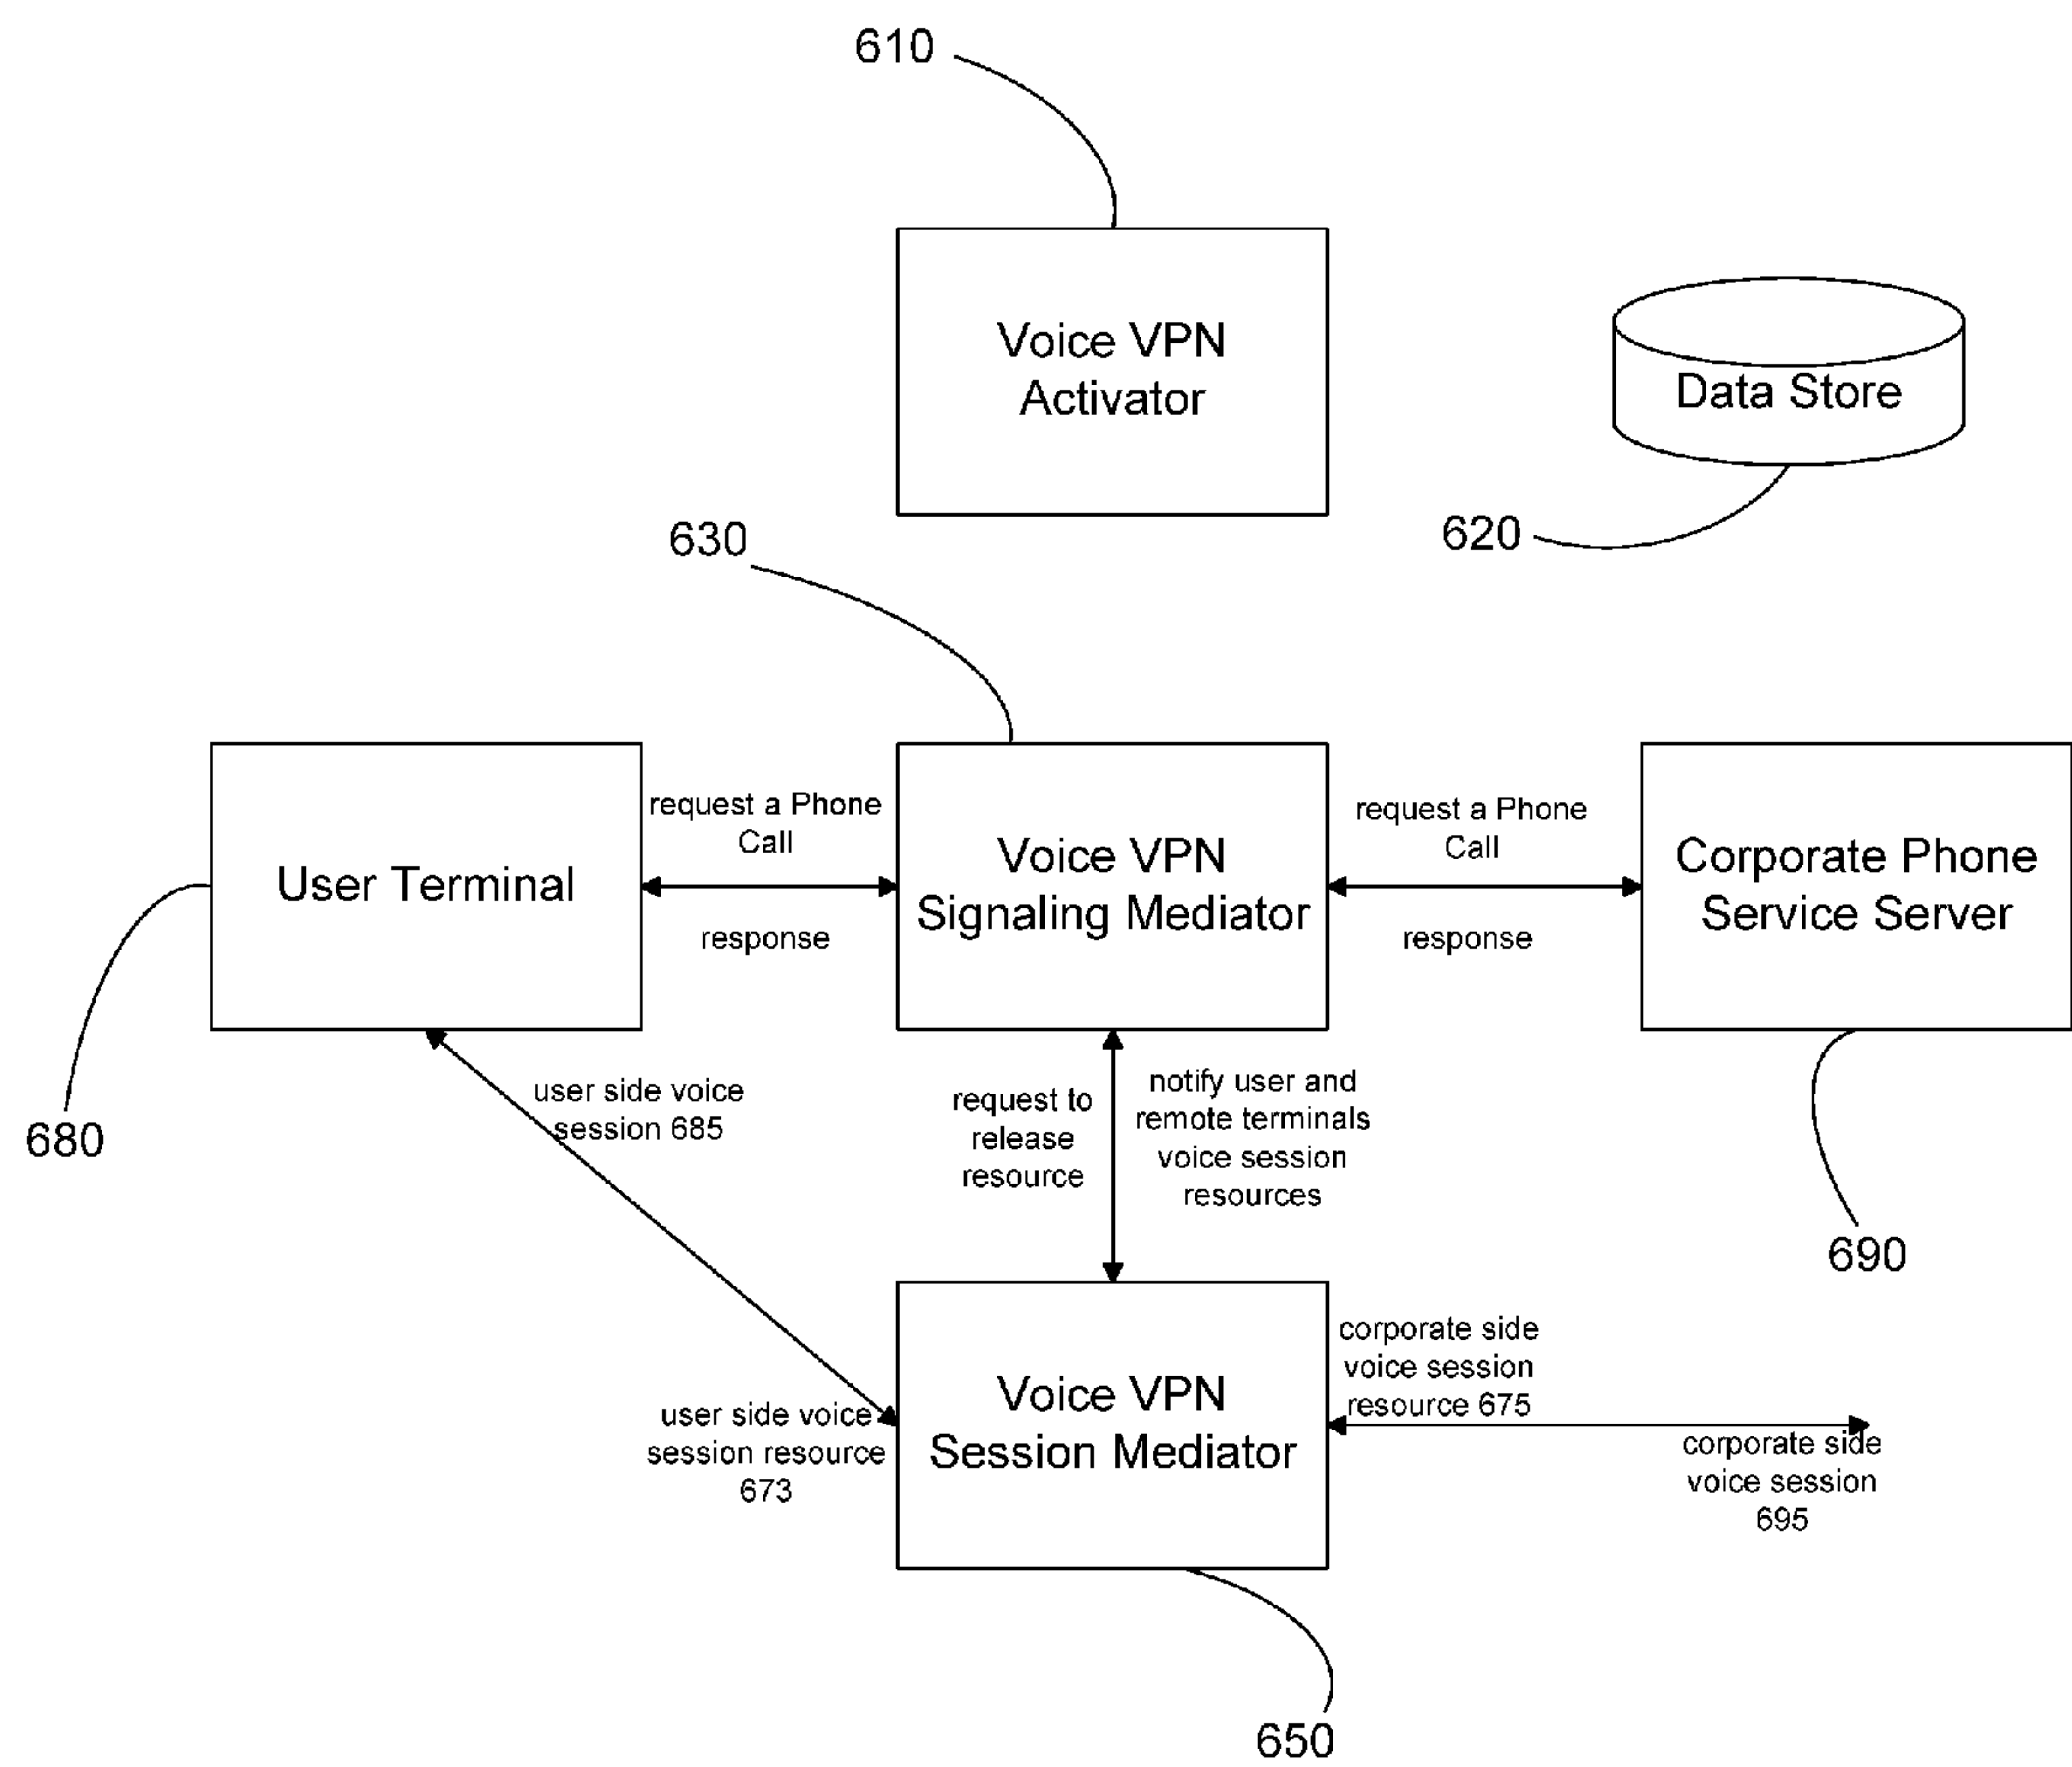 610
Voice VPN
Activator
Data Store
620
630
User Terminal
request a Phone
Call
response
Voice VPN
Signaling Mediator
request a Phone
Call
response
Corporate Phone
Service Server
680
user side voice
session 685
request to
release
resource
notify user and
remote terminals
voice session
resources
690
user side voice
session resource
673
Voice VPN
Session Mediator
corporate side
voice session
resource 675
corporate side
voice session
695
650